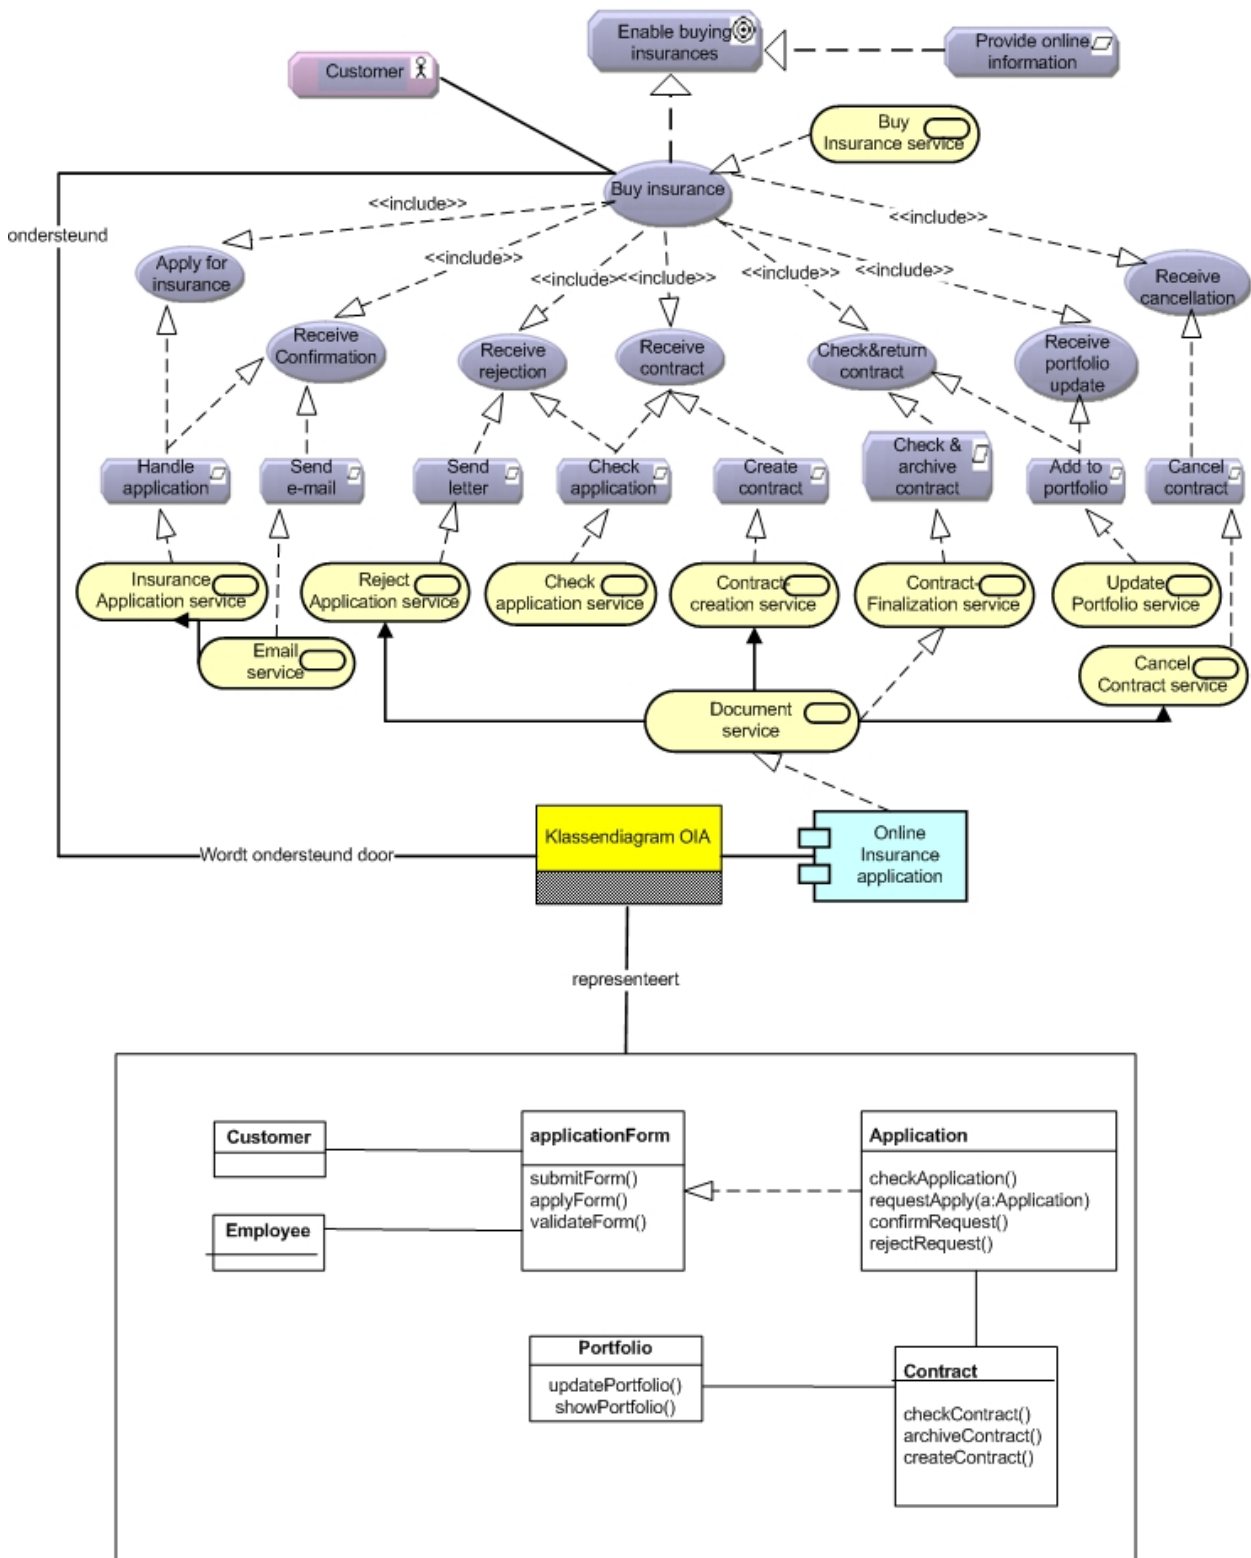 Enable buying
insurances
Provide online
information
Customer
Buy
Insurance service
Buy insurance
<<include>>
<<include>>
ondersteund
<<include>>
<<include>>
<<include>>
<<include>>
<<include>>
Apply for
insurance
Receive
cancellation
Receive
Confirmation
Receive
rejection
Receive
contract
Check&return
contract
Receive
portfolio
update
Handle
application
Send
e-mail
Send
letter
Check
application
Create
contract
Check &
archive
contract
Add to
portfolio
Cancel
contract
Insurance
Application service
Reject
Application service
Check
application service
Contract-
creation service
Contract-
Finalization service
Update
Portfolio service
Email
service
Cancel
Contract service
Document
service
Klassendiagram OIA
Online
Insurance
application
Wordt ondersteund door
representeert
Customer
applicationForm
submitForm()
applyForm()
validateForm()
Application
checkApplication()
requestApply(a:Application)
confirmRequest()
rejectRequest()
Employee
Portfolio
updatePortfolio()
showPortfolio()
Contract
checkContract()
archiveContract()
createContract()